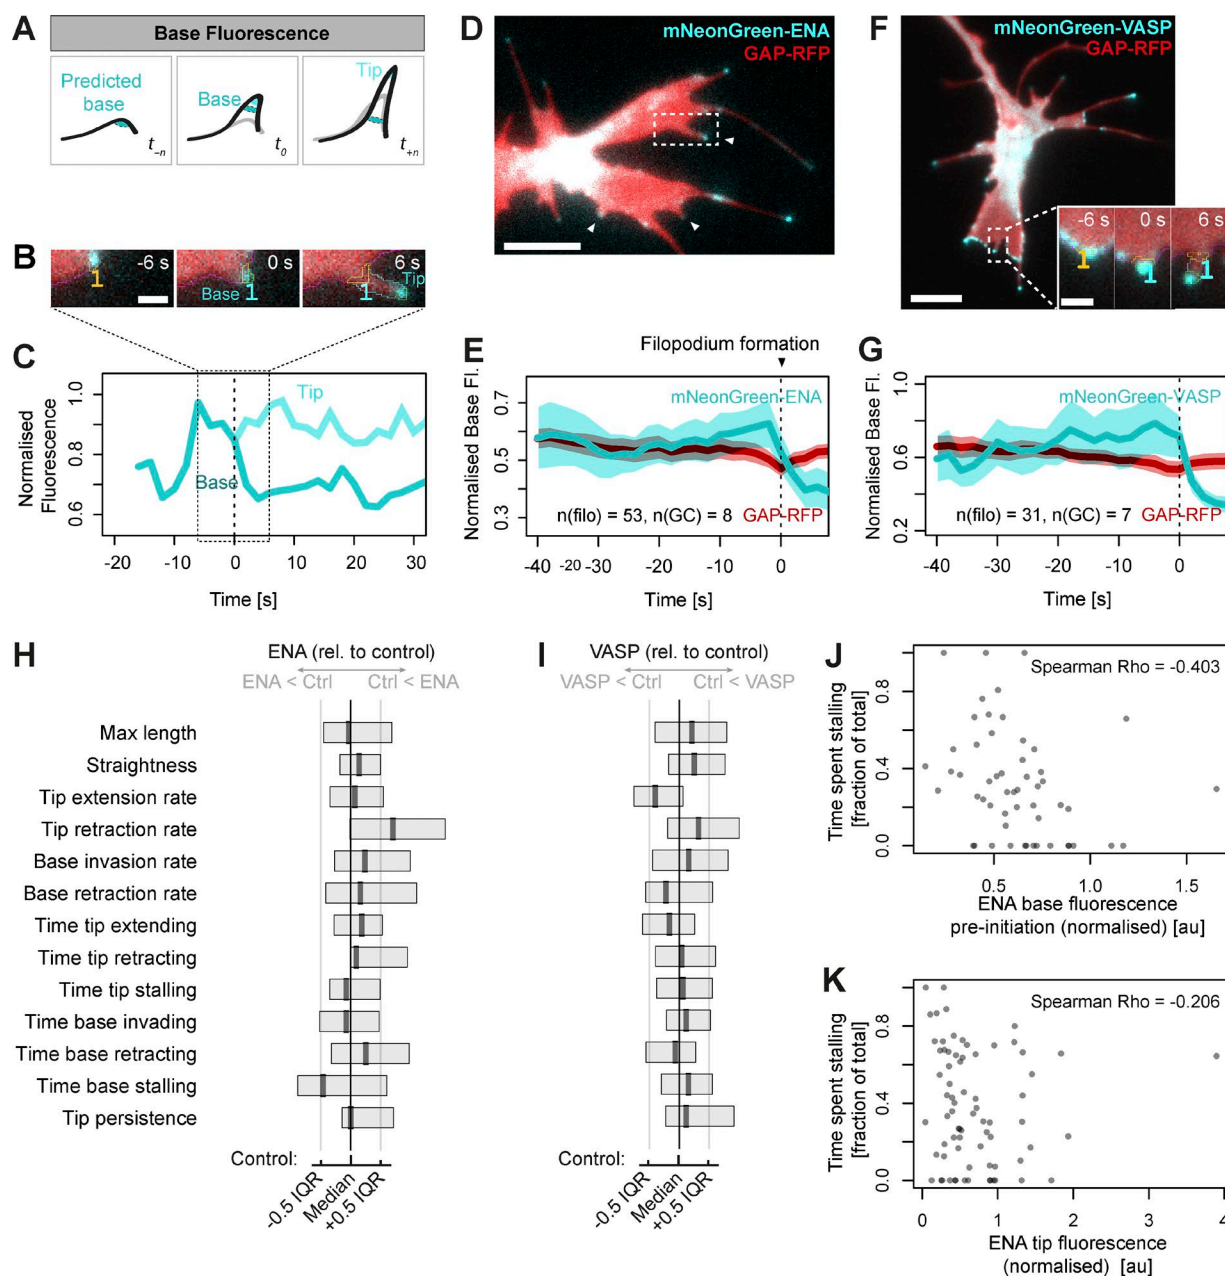 A
Base Fluorescence
Predicted
base
t−n
Base
t0
Tip
t+n
B
-6 s
1
0 s
Base 1
6 s
Tip
1
C
Normalised
Fluorescence
0.6 0.8 1.0
Tip
Base
-20 -10 0 10 20 30
Time [s]
D
mNeonGreen-ENA
GAP-RFP
E
Filopodium formation
Normalised Base Fl.
0.3 0.5 0.7
mNeonGreen-ENA
n(filo) = 53, n(GC) = 8
GAP-RFP
-40 -20 -30 -20 -10 0
Time [s]
F
mNeonGreen-VASP
GAP-RFP
-6 s
1
0 s
1
6 s
1
G
Normalised Base Fl.
0.2 0.6 1.0
mNeonGreen-VASP
n(filo) = 31, n(GC) = 7
GAP-RFP
-40 -30 -20 -10 0
Time [s]
H
ENA (rel. to control)
ENA < Ctrl
Ctrl < ENA
Max length
Straightness
Tip extension rate
Tip retraction rate
Base invasion rate
Base retraction rate
Time tip extending
Time tip retracting
Time tip stalling
Time base invading
Time base retracting
Time base stalling
Tip persistence
Control:
-0.5 IQR
Median
+0.5 IQR
I
VASP (rel. to control)
VASP < Ctrl
Ctrl < VASP
Control:
-0.5 IQR
Median
+0.5 IQR
J
Spearman Rho = -0.403
Time spent stalling
[fraction of total]
0.0 0.4 0.8
0.5 1.0 1.5
ENA base fluorescence
pre-initiation (normalised) [au]
K
Spearman Rho = -0.206
Time spent stalling
[fraction of total]
0.0 0.4 0.8
0 1 2 3 4
ENA tip fluorescence
(normalised) [au]